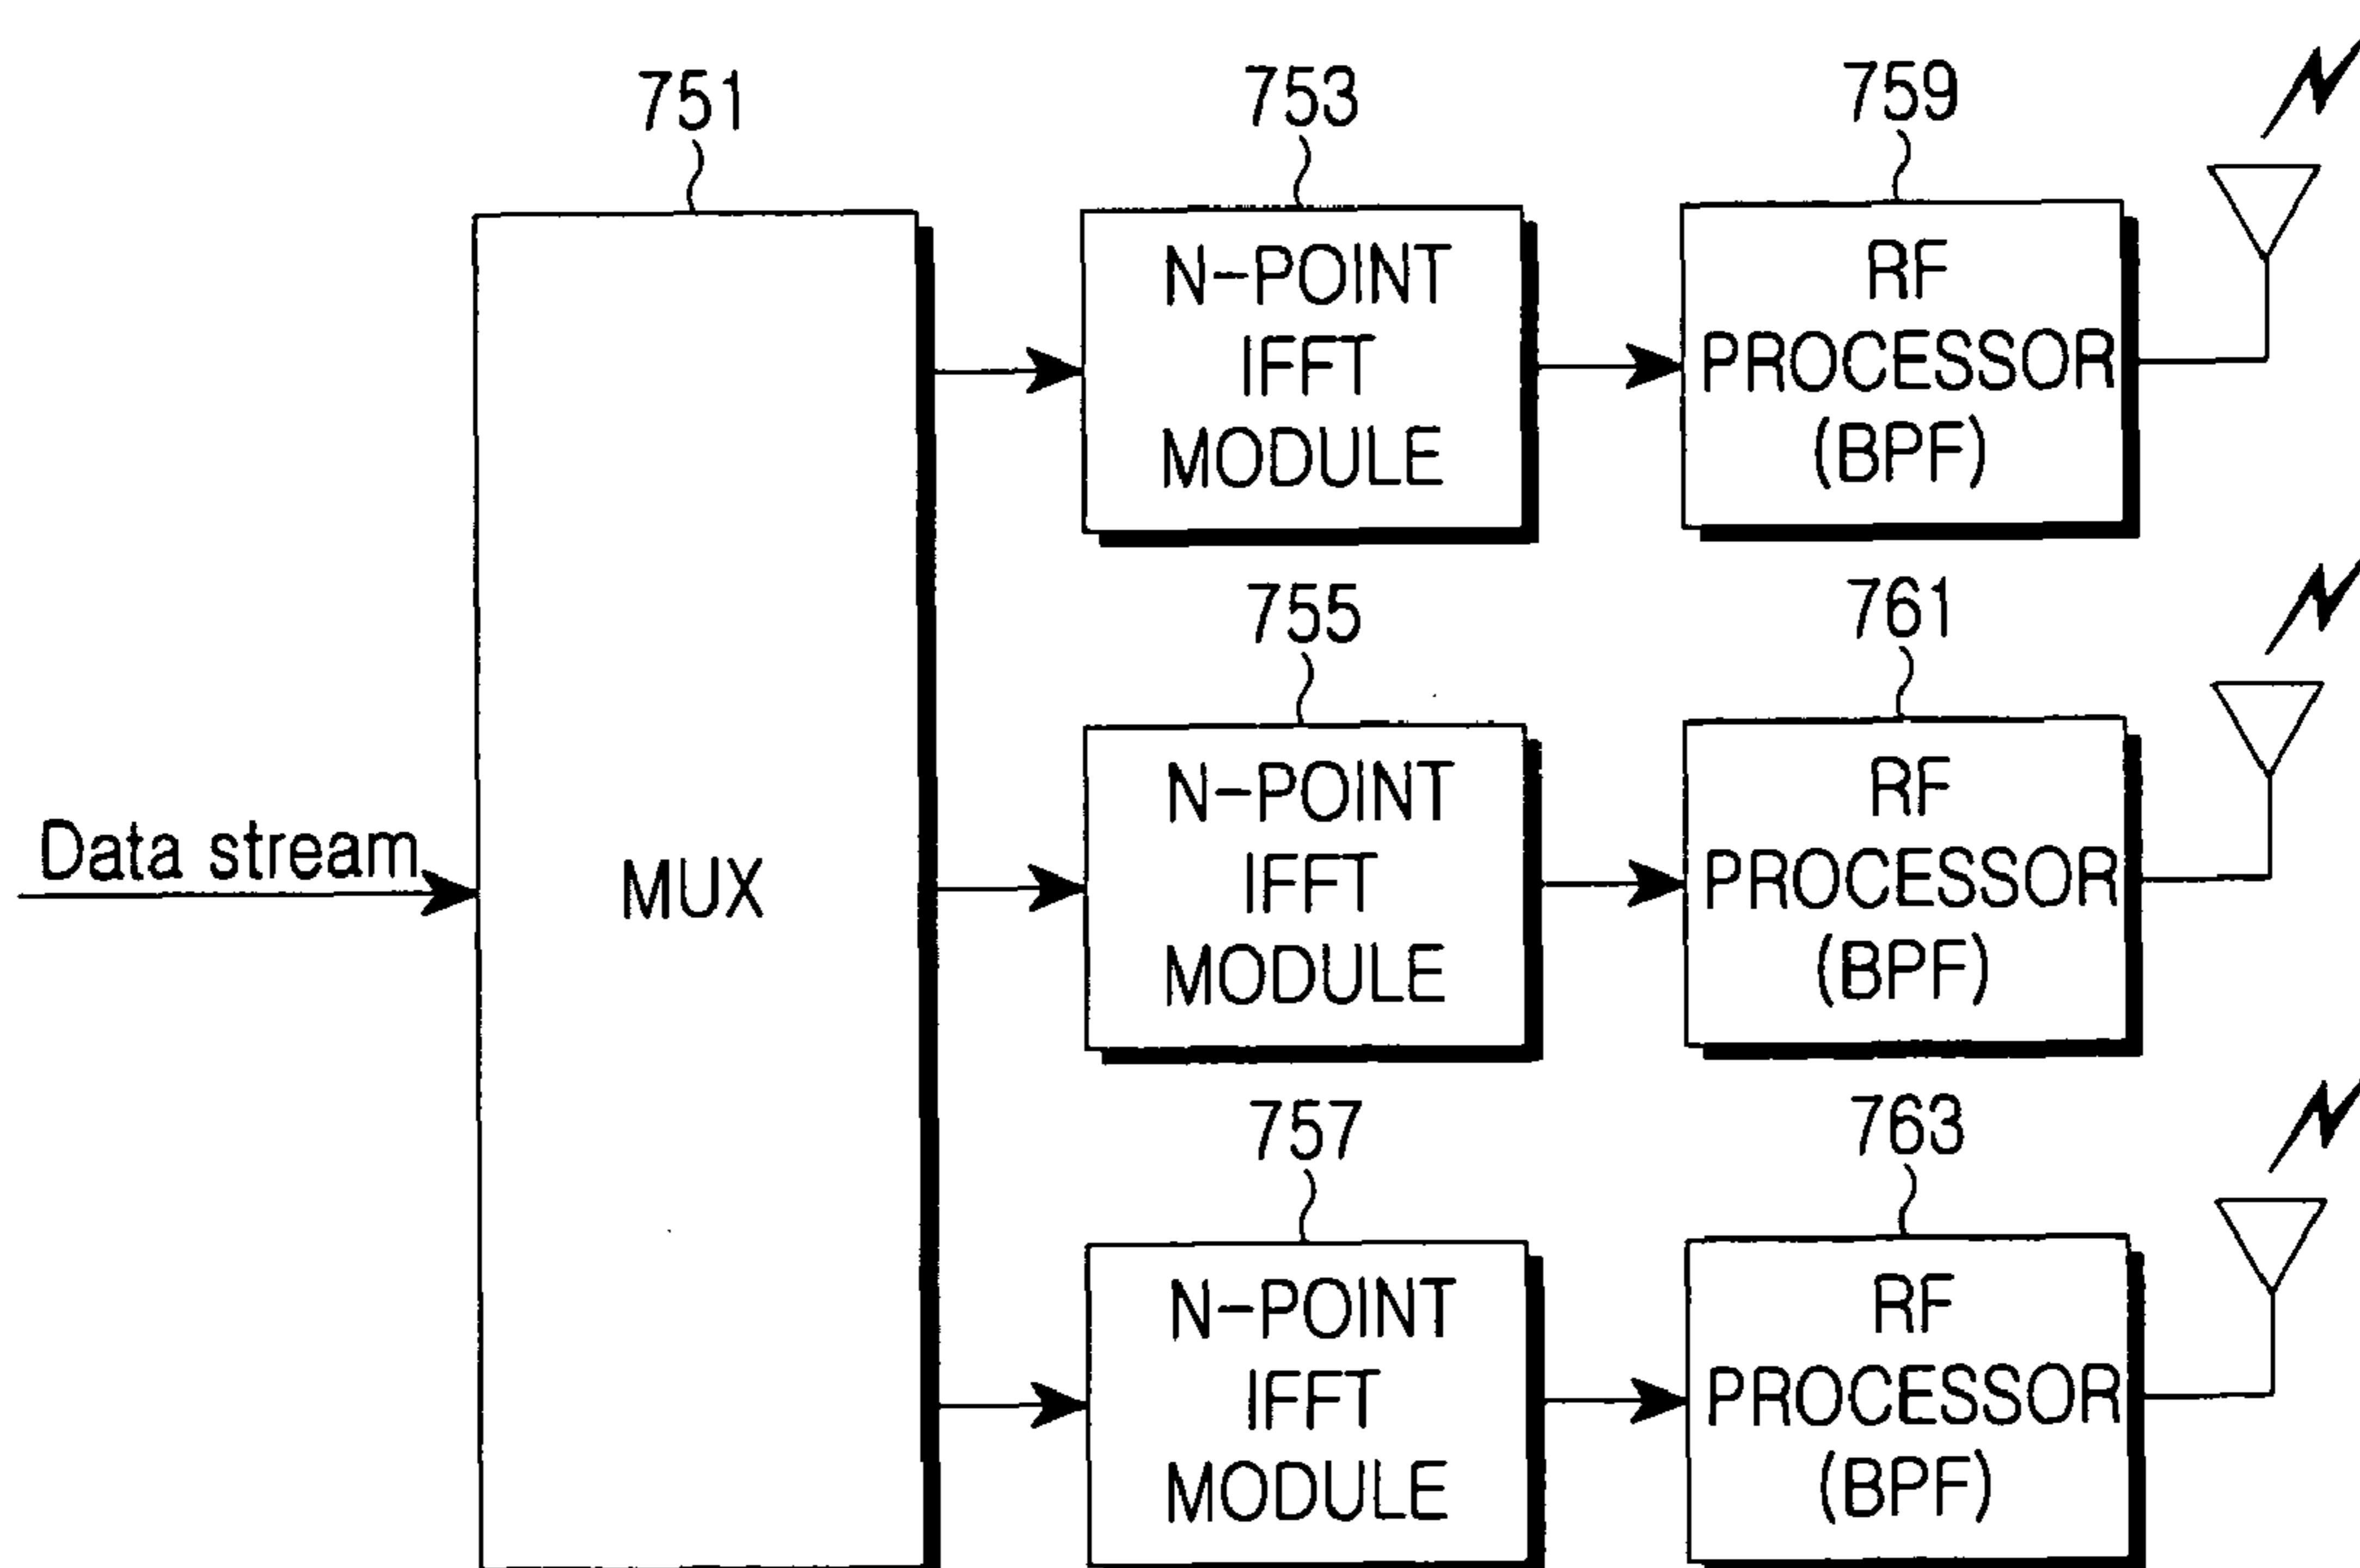 751
753
759
N-POINT
IFFT
MODULE
RF
PROCESSOR
(BPF)
755
761
Data stream
MUX
N-POINT
IFFT
MODULE
RF
PROCESSOR
(BPF)
757
763
N-POINT
IFFT
MODULE
RF
PROCESSOR
(BPF)